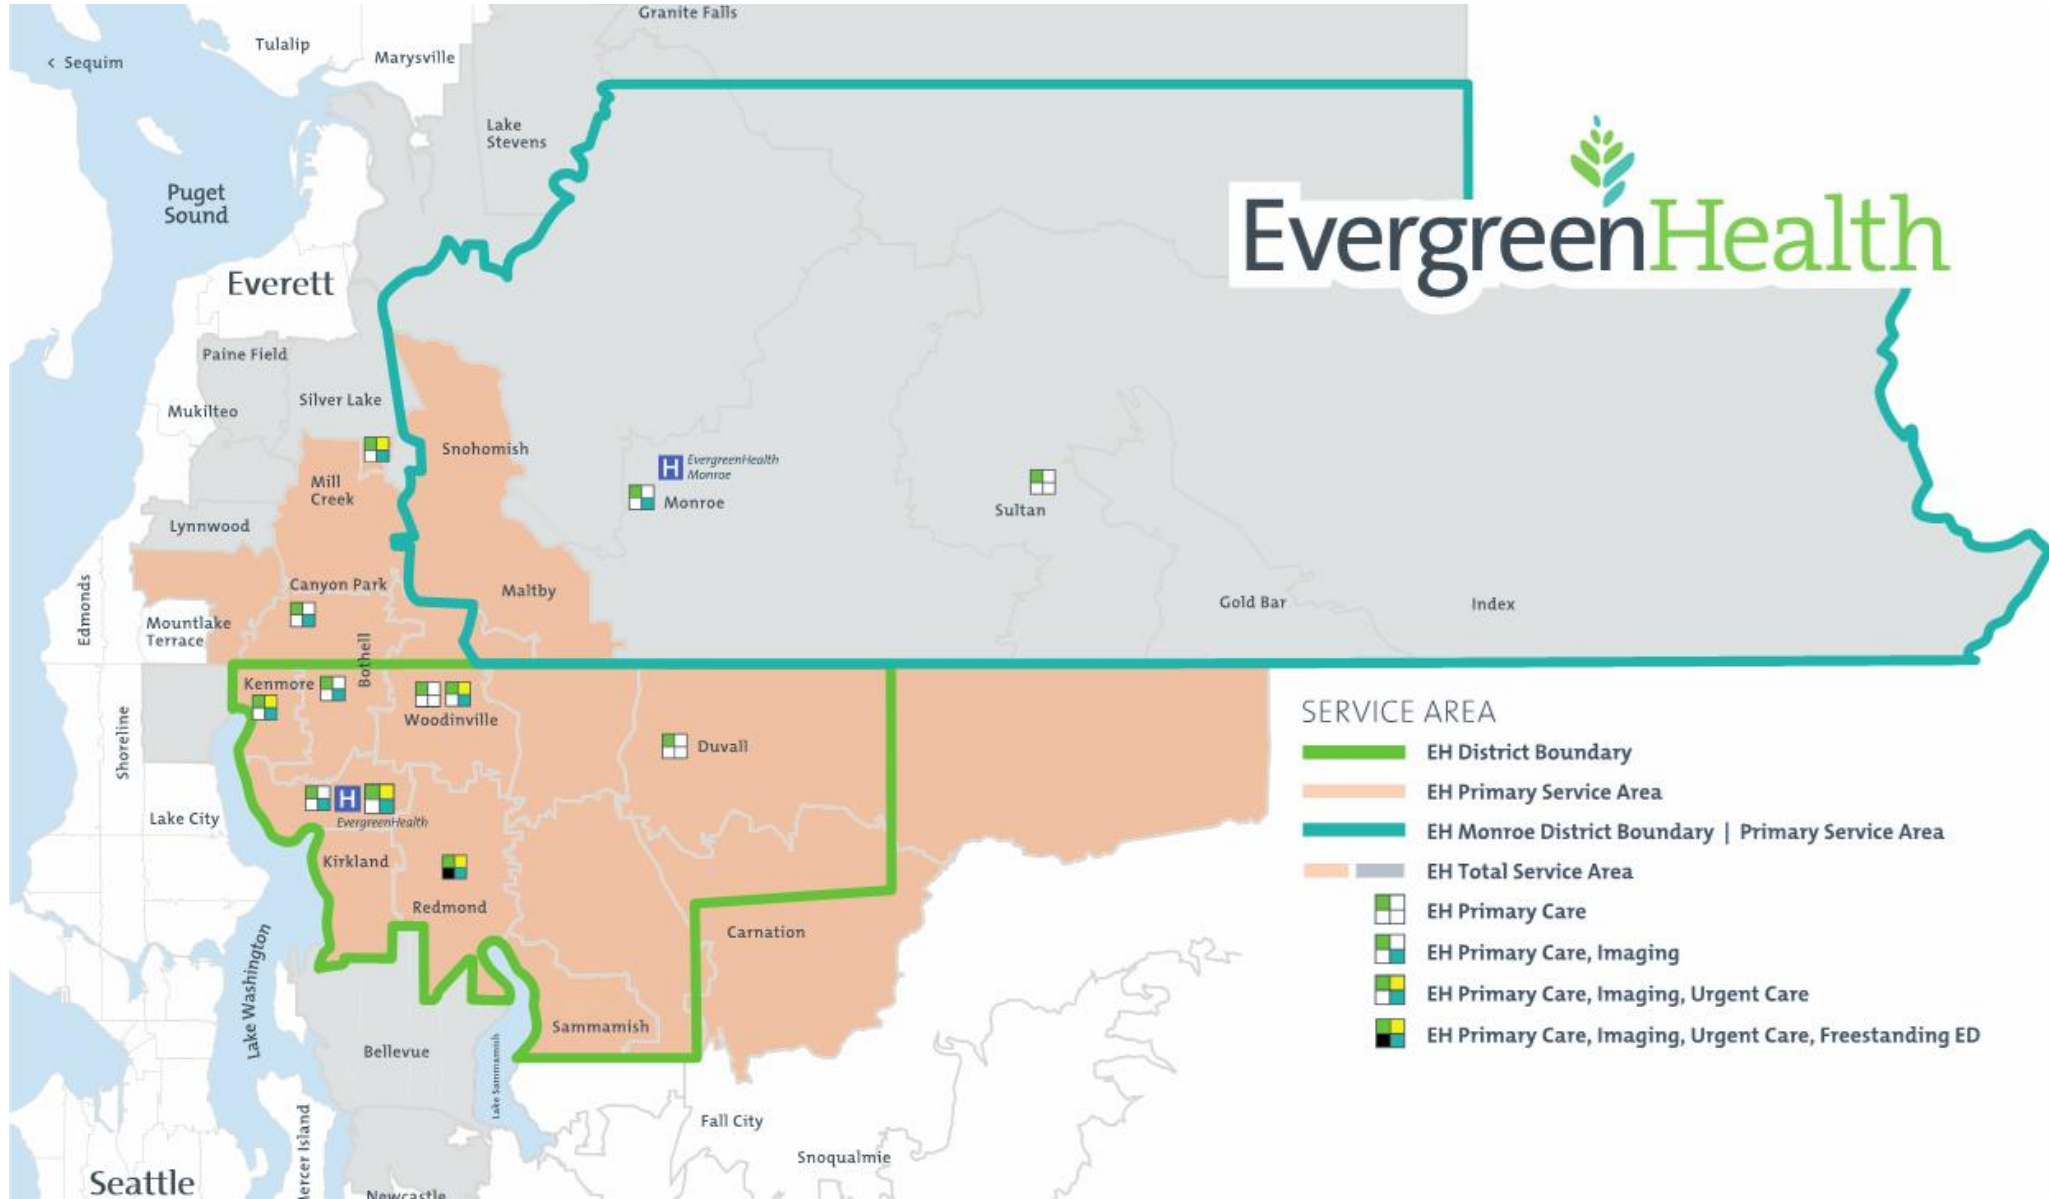 Granite Falls
Tulalip
Marysville
< Sequim
Lake
Stevens
Puget
Sound
EvergreenHealth
Everett
Paine Field
Silver Lake
Mukilteo
Snohomish
EvergreenHealth
Monroe
Mill
Creek
Monroe
Sultan
Lynnwood
Edmonds
Canyon Park
Maltby
Gold Bar
Index
Mountlake
Terrace
Bothell
Kenmore
Woodinville
Shoreline
Duvall
Lake City
EvergreenHealth
Kirkland
Redmond
Carnation
Lake Washington
Sammamish
Bellevue
Lake Sammamish
Fall City
Snoqualmie
Seattle
ercer Island
Newcastle
SERVICE AREA
EH District Boundary
EH Primary Service Area
EH Monroe District Boundary | Primary Service Area
EH Total Service Area
EH Primary Care
EH Primary Care, Imaging
EH Primary Care, Imaging, Urgent Care
EH Primary Care, Imaging, Urgent Care, Freestanding ED
H
H